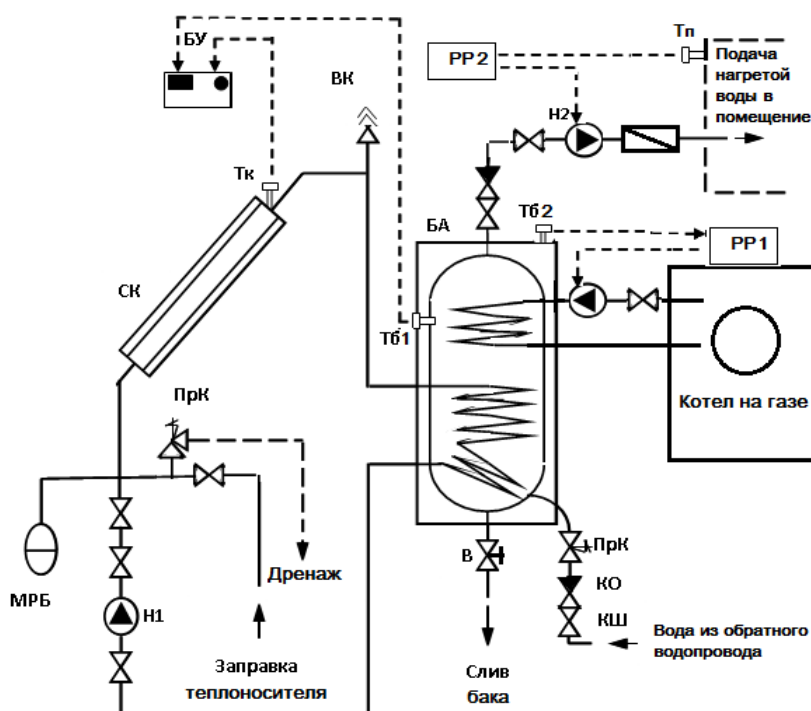 БУ
ВК
РР2
Тп
Подача
нагретой
воды в
помещение
Н2
Тк
БА
Тб2
РР1
СК
Тб1
ПрК
Котел на газе
В
ПрК
МРБ
Дренаж
КО
Н1
КШ
Заправка
теплоносителя
Слив
бака
Вода из обратного
водопровода